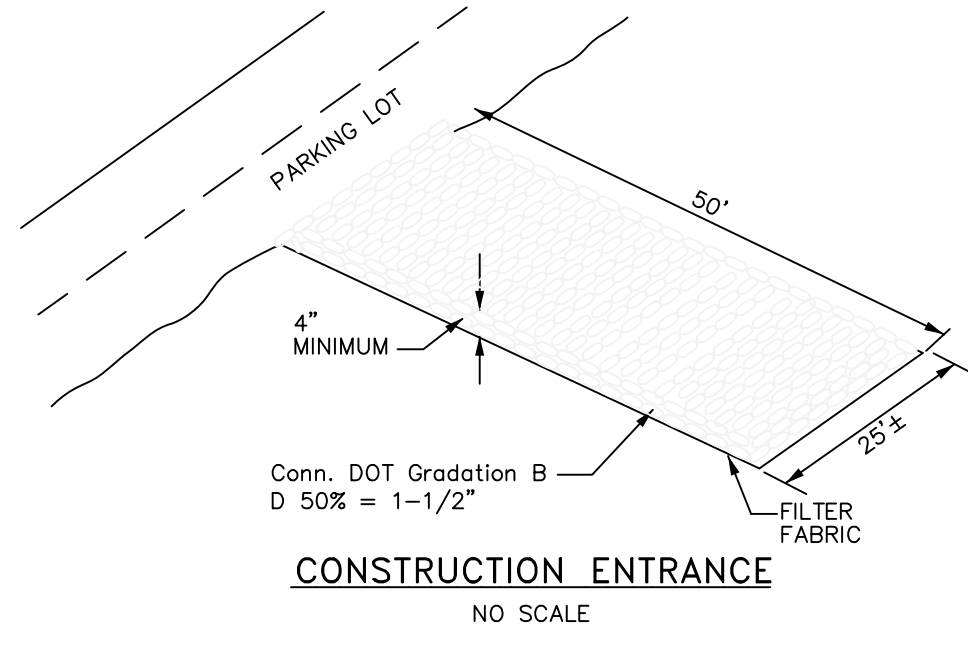 PARKING LOT
50'
4"
MINIMUM
25'±
Conn. DOT Gradation B
D 50% = 1-1/2"
FILTER
FABRIC
CONSTRUCTION ENTRANCE
NO SCALE